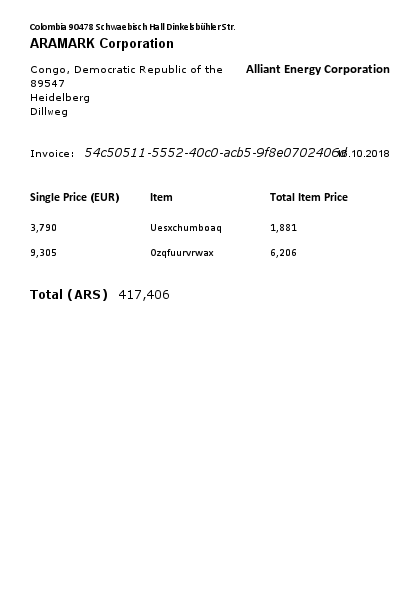 Colombia 90478 Schwaebisch Hall Dinkelsbühler Str.
ARAMARK Corporation
Congo, Democratic Republic of the Alliant Energy Corporation
89547
Heidelberg
Dillweg
Invoice: 54c50511-5552-40c0-acb5-9f8e0702406d .10.2018
Single Price (EUR) Item Total Item Price
3,790 Uesxchumboaq 1,881
9,305 Ozqfuurvrwax 6,206
Total (ARS) 417,406